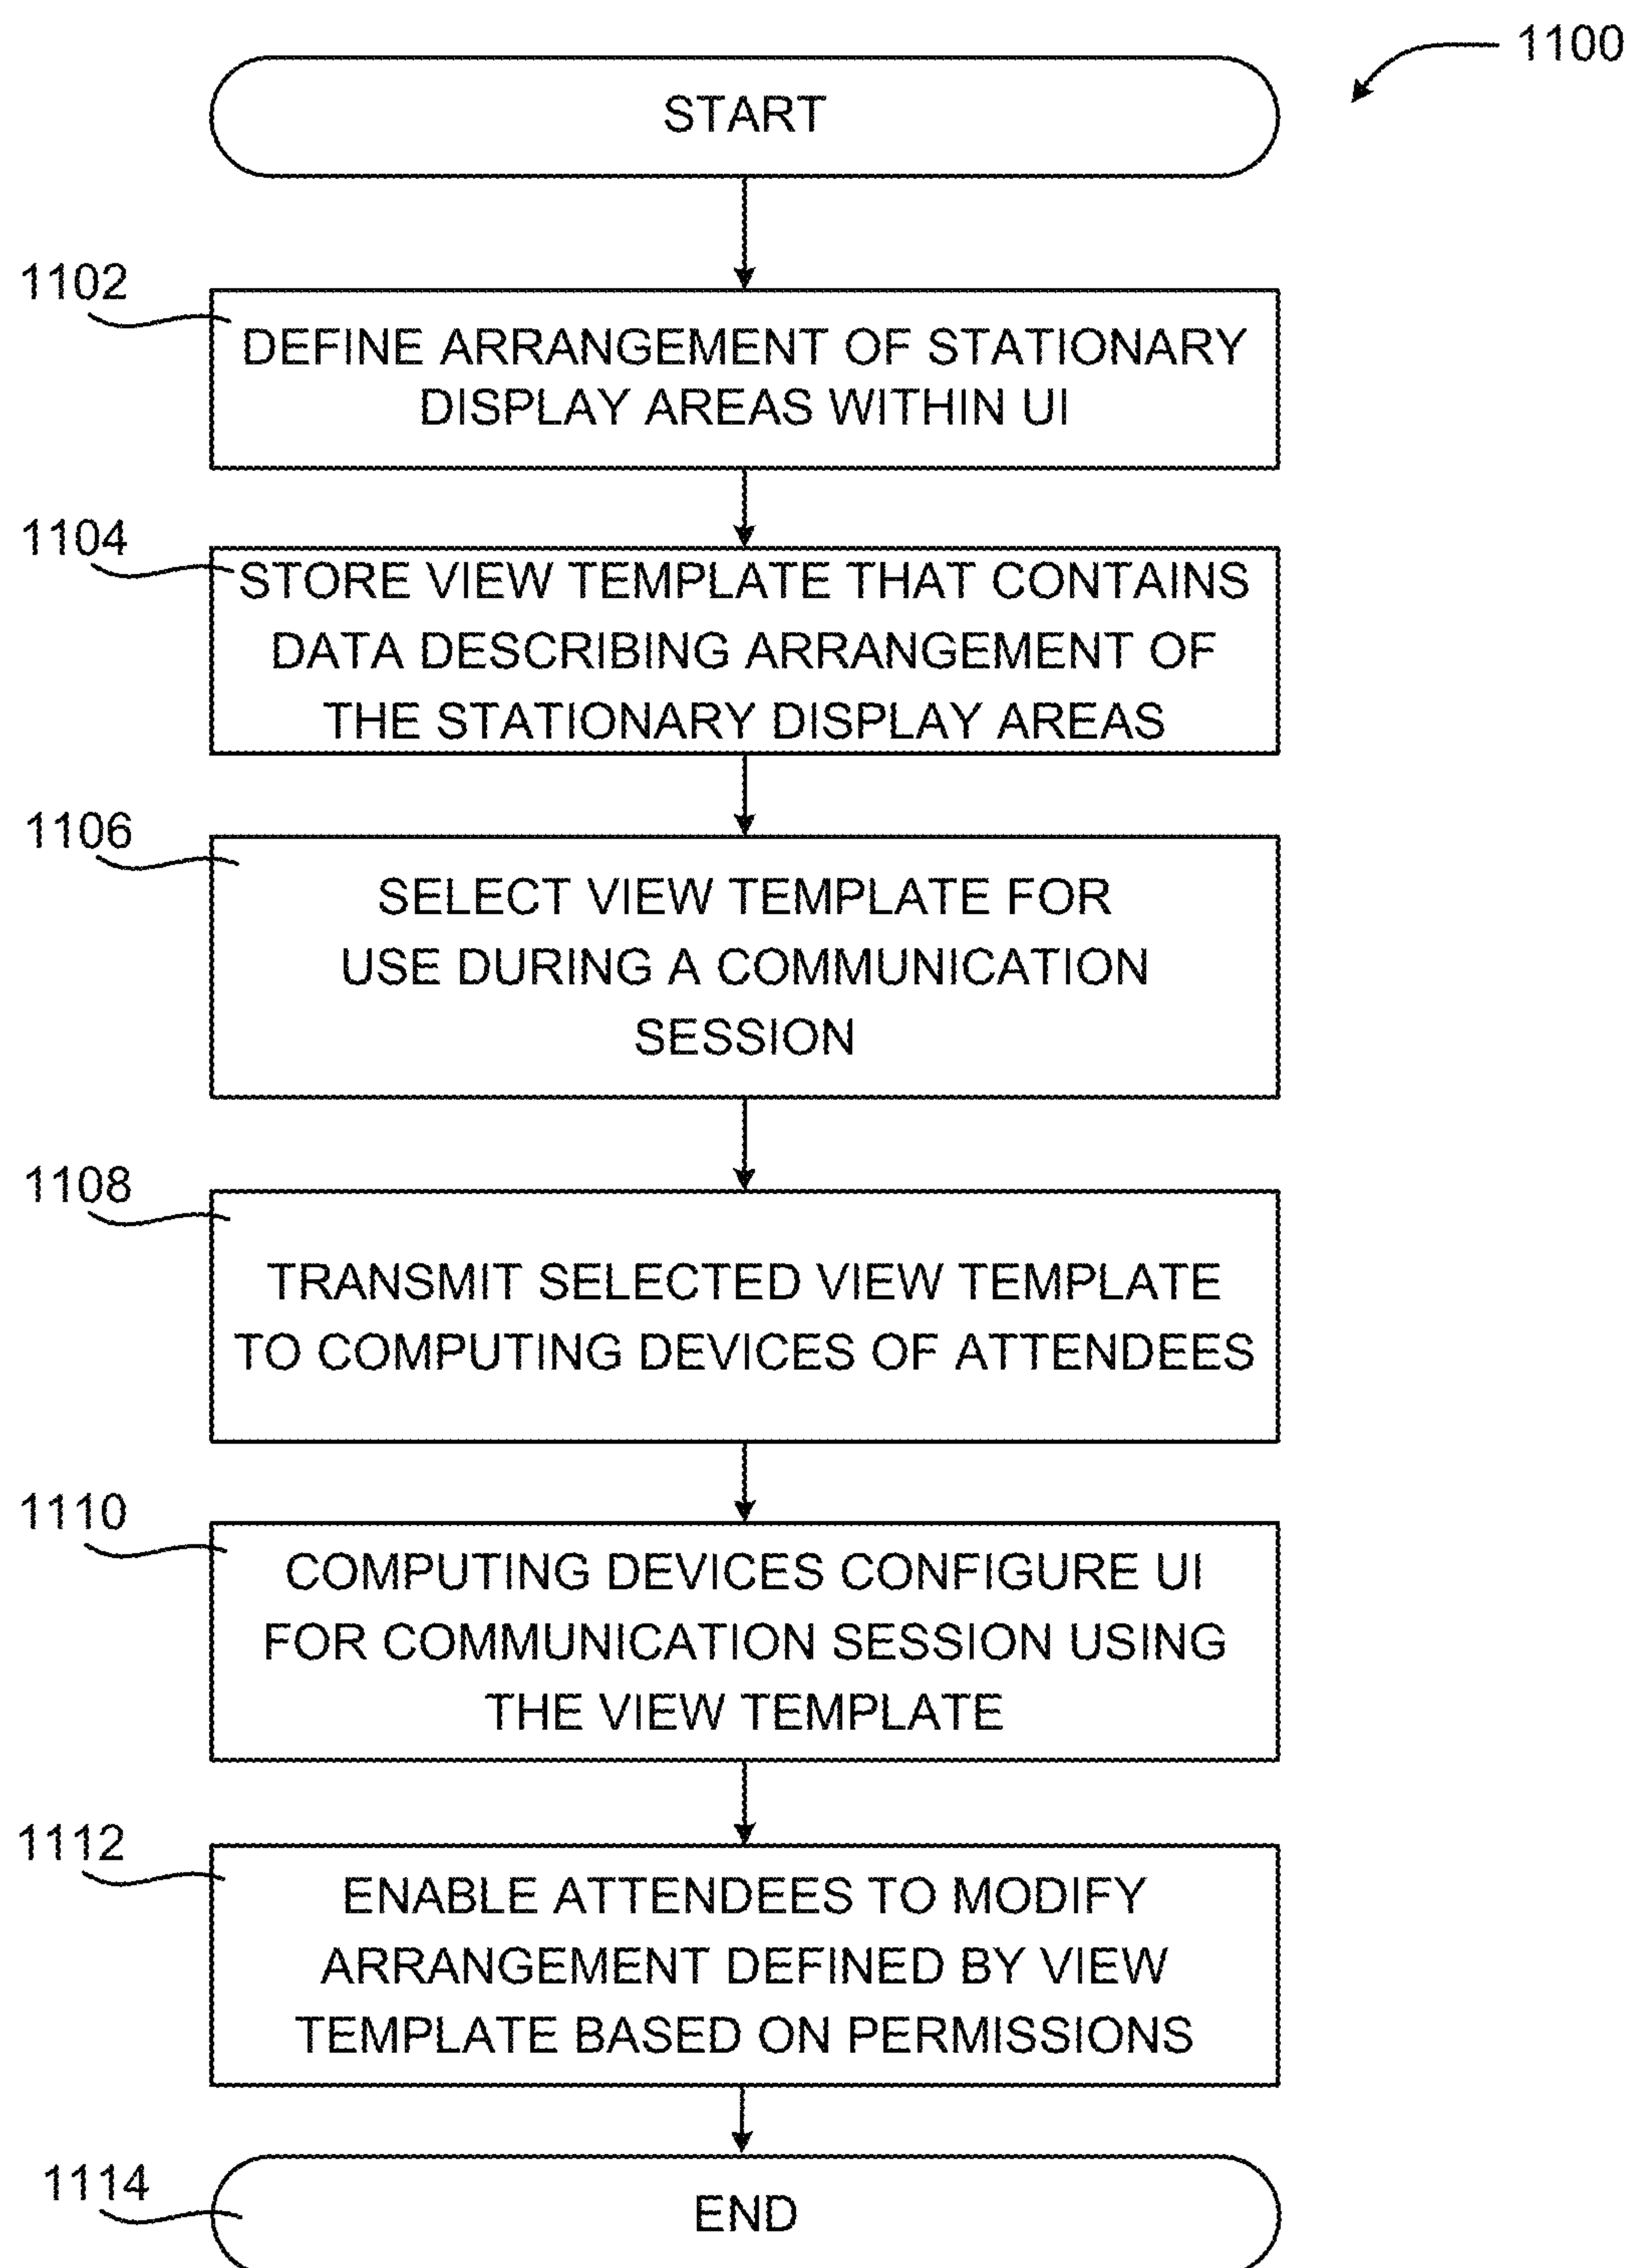 1100
START
1102
DEFINE ARRANGEMENT OF STATIONARY
DISPLAY AREAS WITHIN UI
1104
STORE VIEW TEMPLATE THAT CONTAINS
DATA DESCRIBING ARRANGEMENT OF
THE STATIONARY DISPLAY AREAS
1106
SELECT VIEW TEMPLATE FOR
USE DURING A COMMUNICATION
SESSION
1108
TRANSMIT SELECTED VIEW TEMPLATE
TO COMPUTING DEVICES OF ATTENDEES
1110
COMPUTING DEVICES CONFIGURE UI
FOR COMMUNICATION SESSION USING
THE VIEW TEMPLATE
1112
ENABLE ATTENDEES TO MODIFY
ARRANGEMENT DEFINED BY VIEW
TEMPLATE BASED ON PERMISSIONS
1114
END